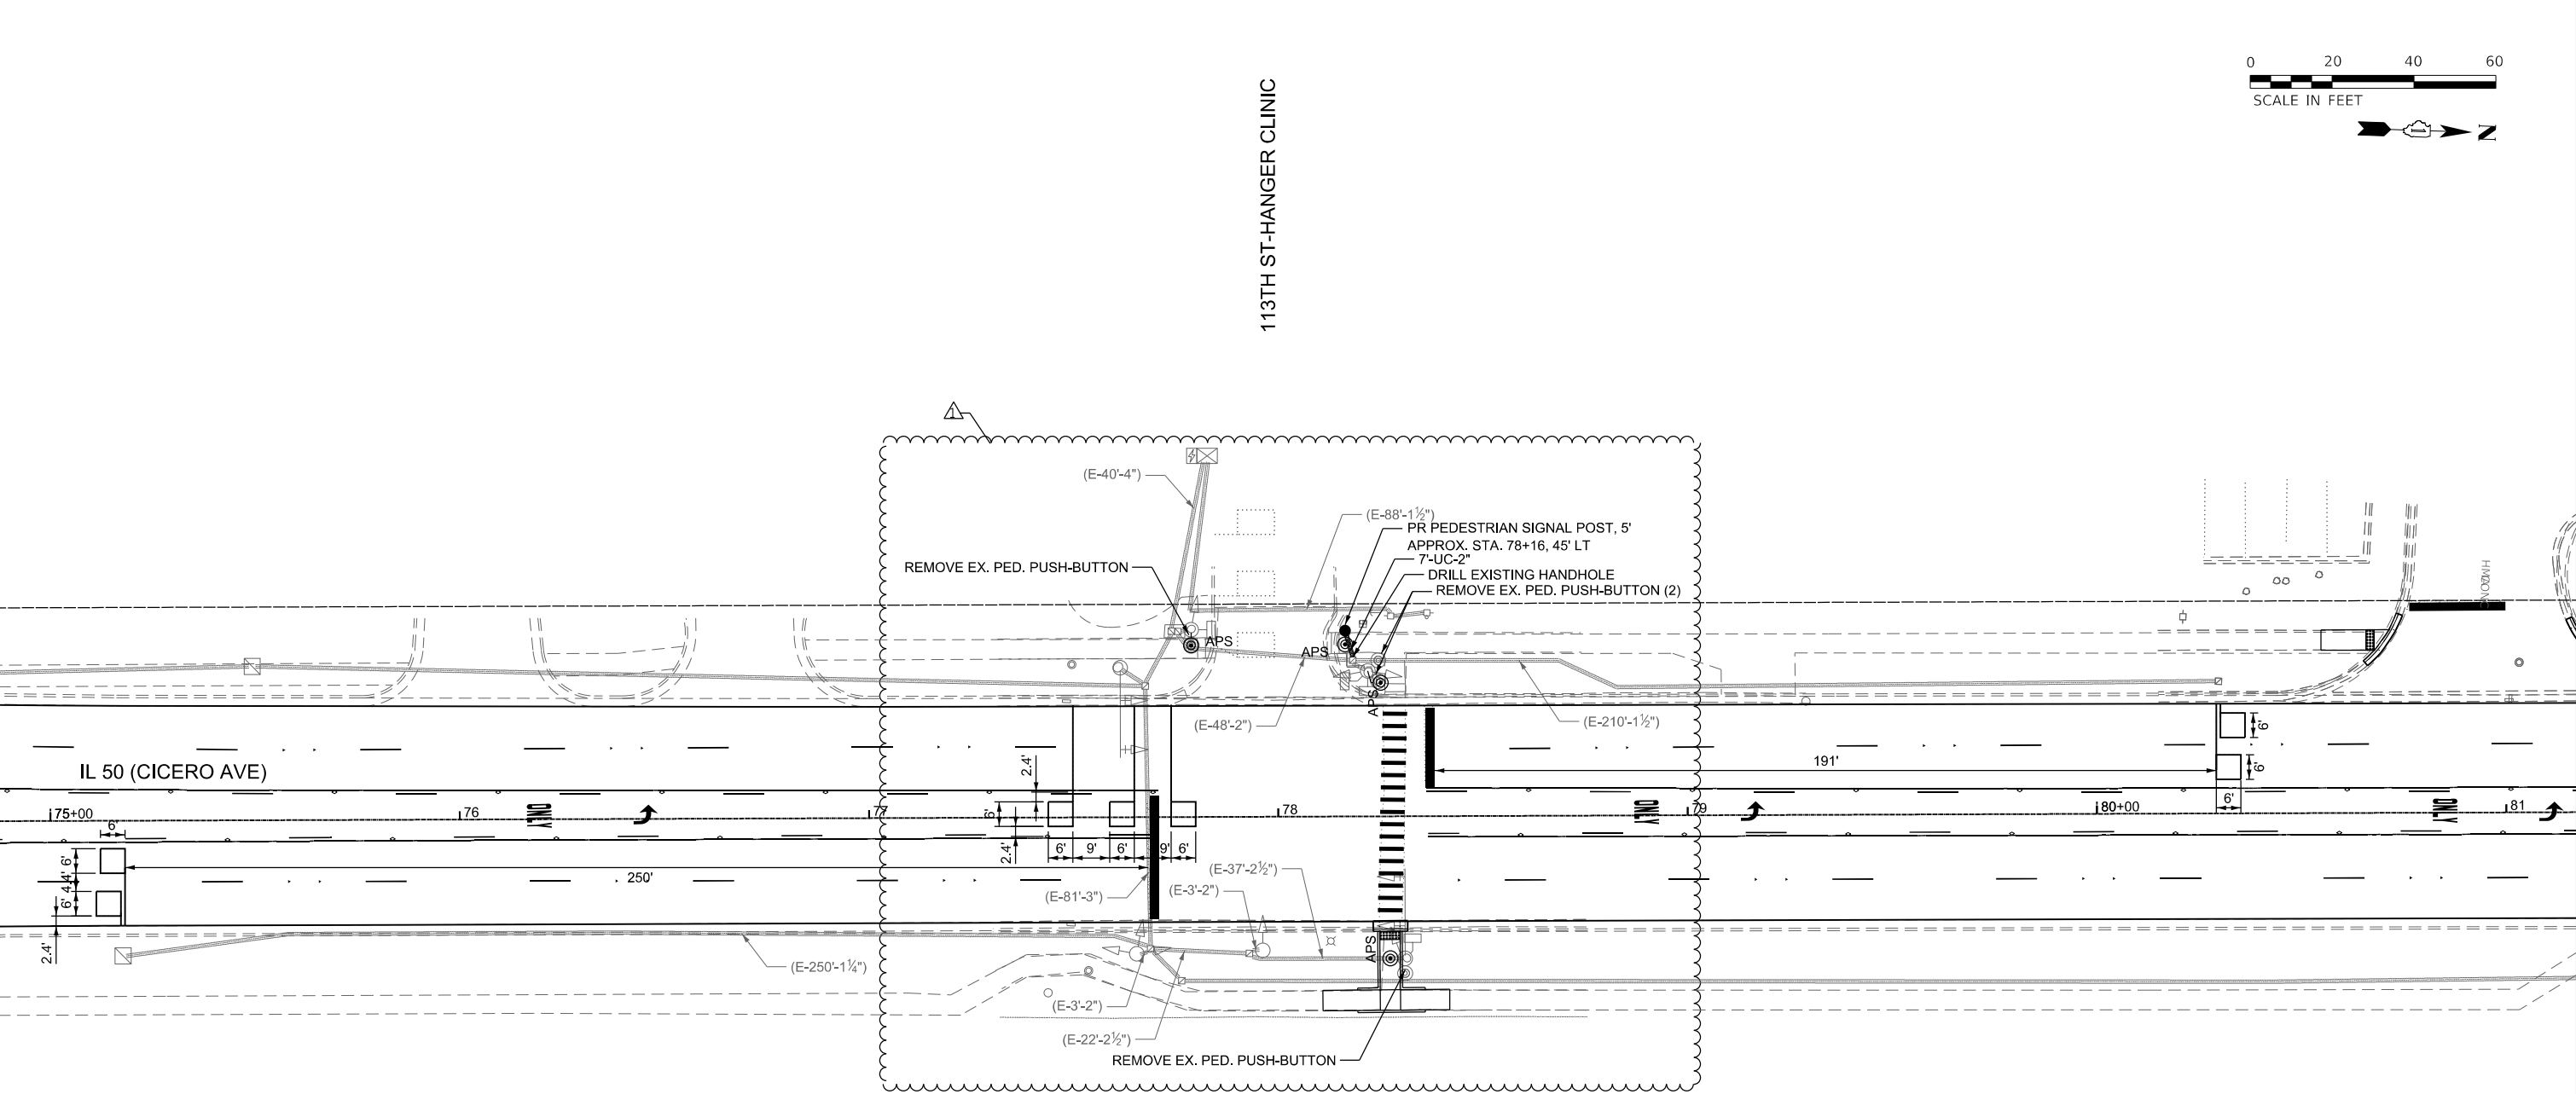 0 20 40 60
SCALE IN FEET
N
113TH ST-HANGER CLINIC
1
(E-40'-4")
(E-88'-1½")
PR PEDESTRIAN SIGNAL POST, 5'
APPROX. STA. 78+16, 45' LT
7'-UC-2"
DRILL EXISTING HANDHOLE
REMOVE EX. PED. PUSH-BUTTON (2)
REMOVE EX. PED. PUSH-BUTTON
APS
APS
APS
(E-48'-2")
(E-210'-1½")
6'
6'
6'
191'
IL 50 (CICERO AVE)
2.4'
6'
2.4'
75+00
76
77
78
79
80+00
81
ONLY
ONLY
ONLY
6'
6' 9' 6' 9' 6'
6'
4.4'
6'
2.4'
250'
(E-81'-3")
(E-3'-2")
(E-37'-2½")
APS
(E-250'-1¼")
(E-3'-2")
(E-22'-2½")
REMOVE EX. PED. PUSH-BUTTON